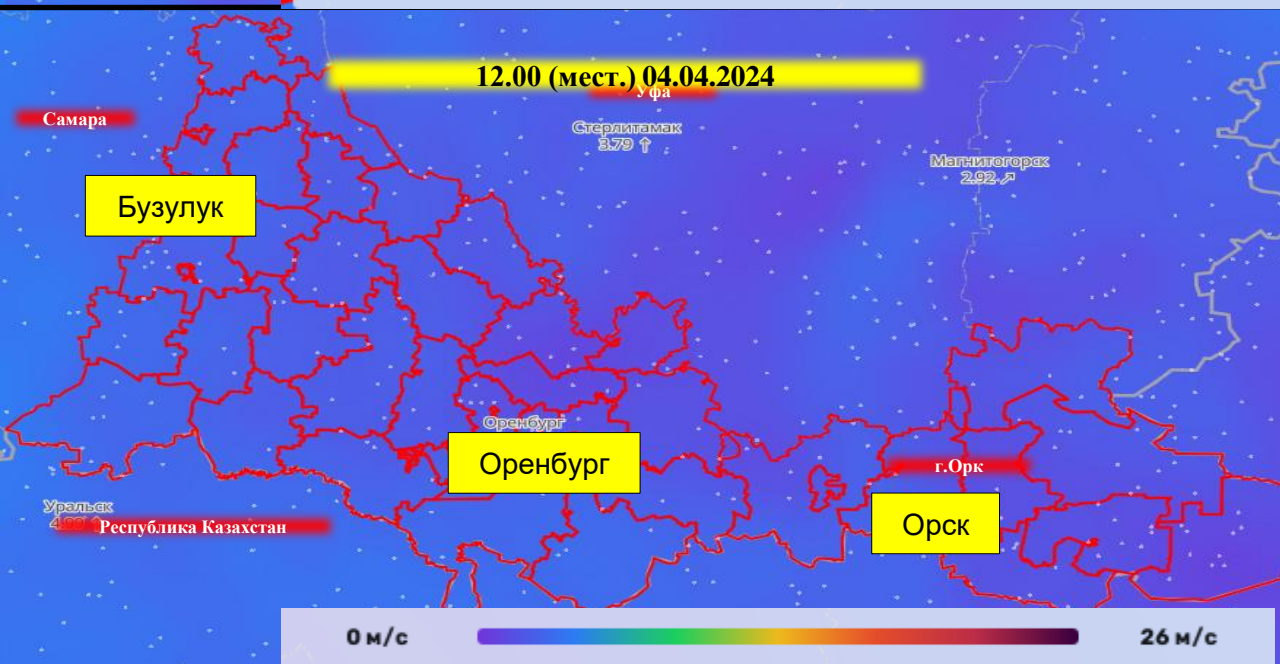 12.00 (мест.) 04.04.2024
Уфа
Самара
Стерлитамак
3.79 ↑
Магнитогорск
2.92 ↗
Бузулук
Оренбург
Оренбург
г.Орк
Орск
Уральск
Республика Казахстан
0 м/с
26 м/с